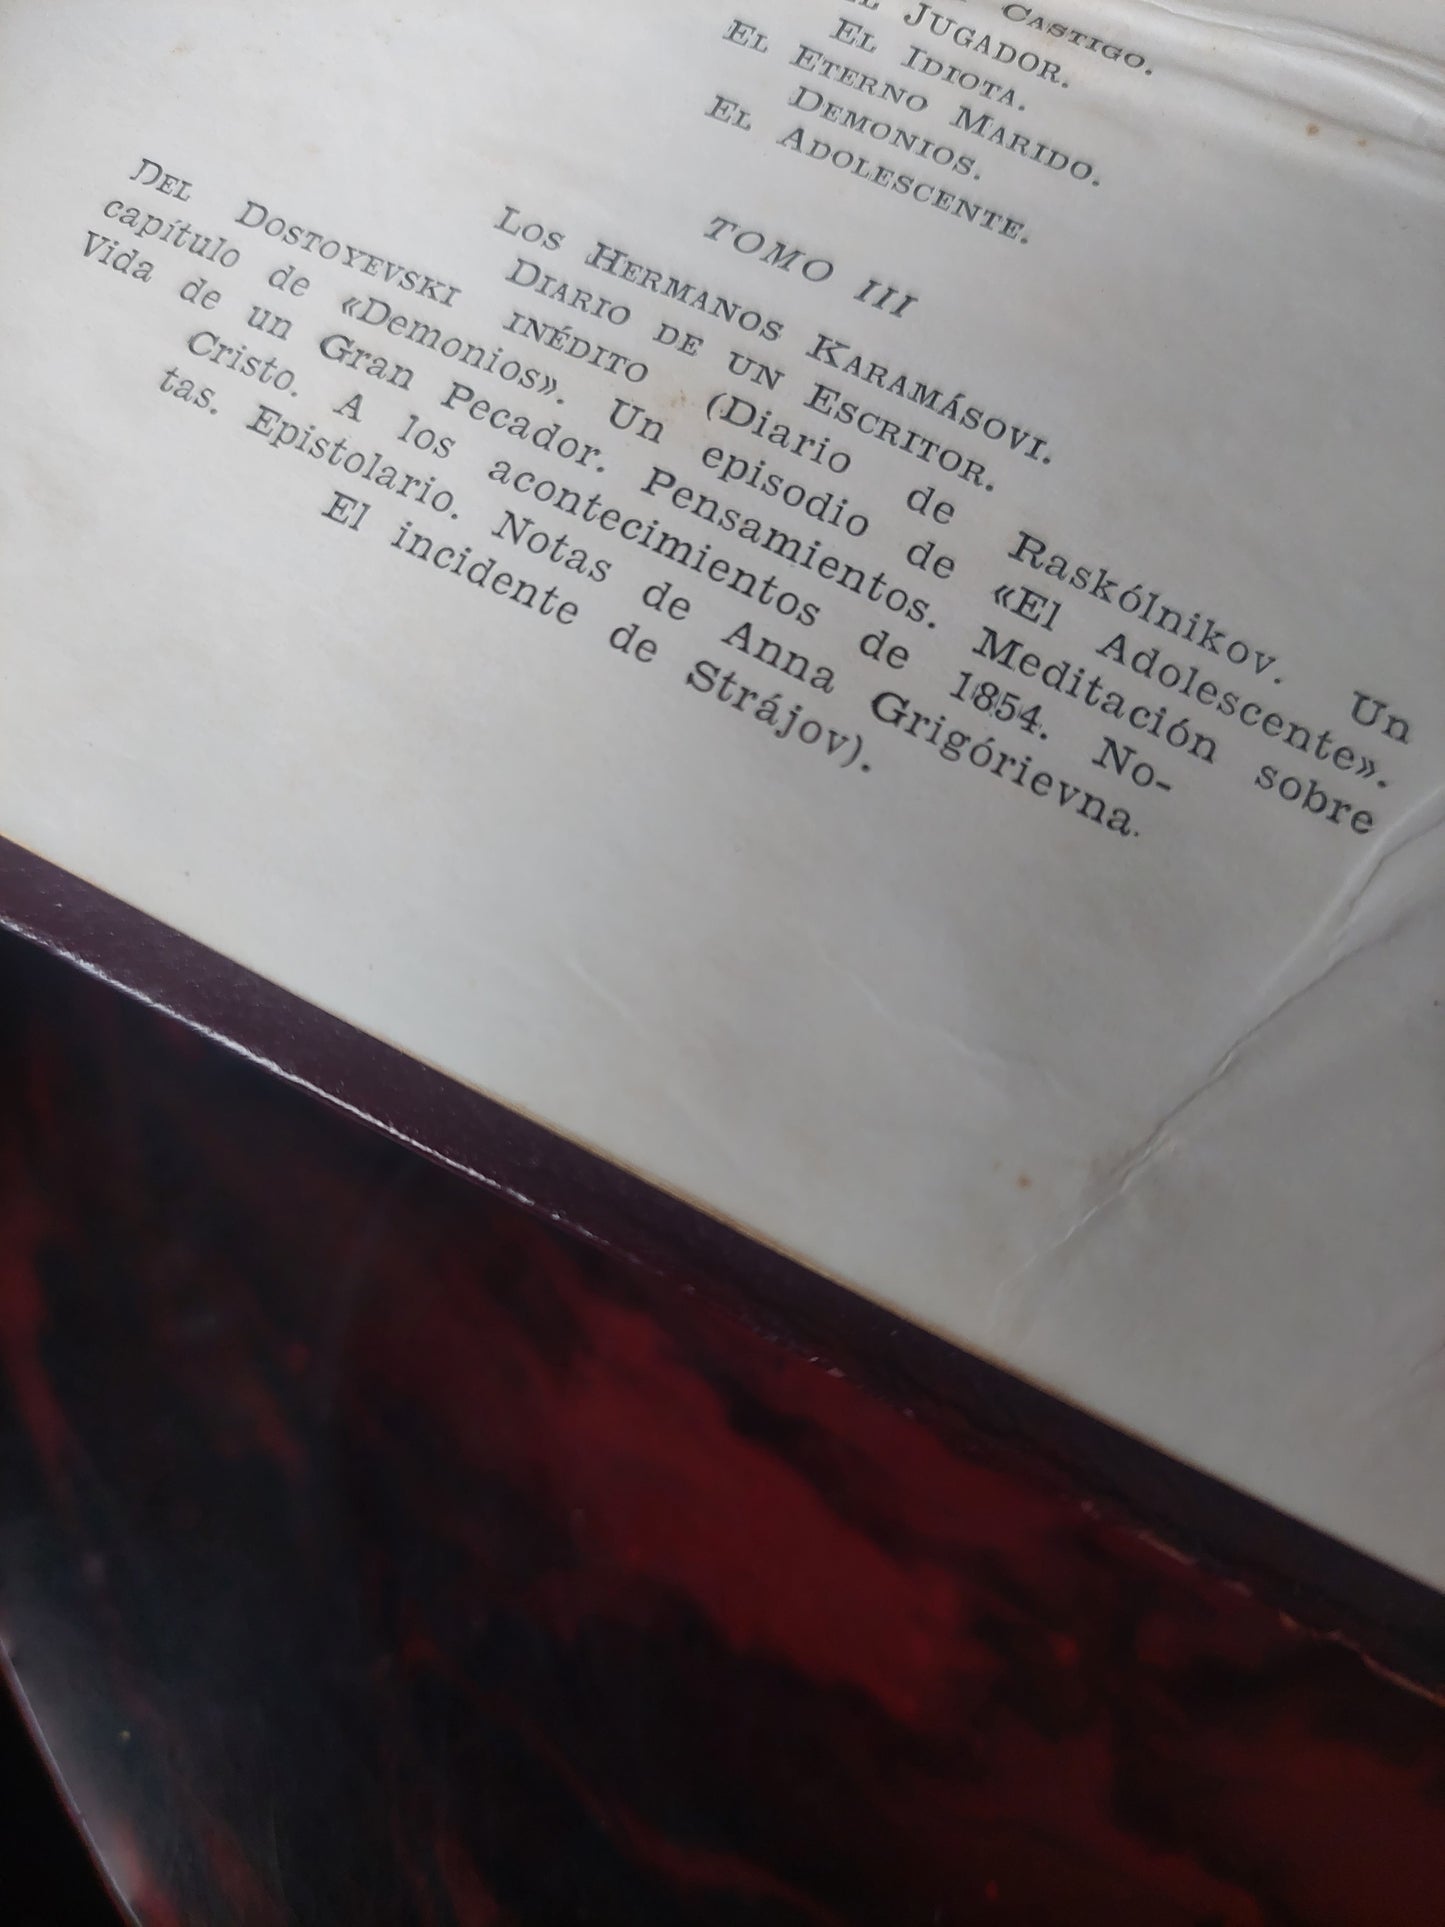 Castigo.
El Jugador.
El Idiota.
El Eterno Marido.
Demonios.
El Adolescente.
TOMO III
Los Hermanos Karamásovi.
Diario de un Escritor.
Del Dostoyevski inédito (Diario de Raskólnikov. Un
capítulo de «Demonios». Un episodio de «El Adolescente».
Vida de un Gran Pecador. Pensamientos. Meditación sobre
Cristo. A los acontecimientos de 1854. No-
tas. Epistolario. Notas de Anna Grigórievna.
El incidente de Strájov).